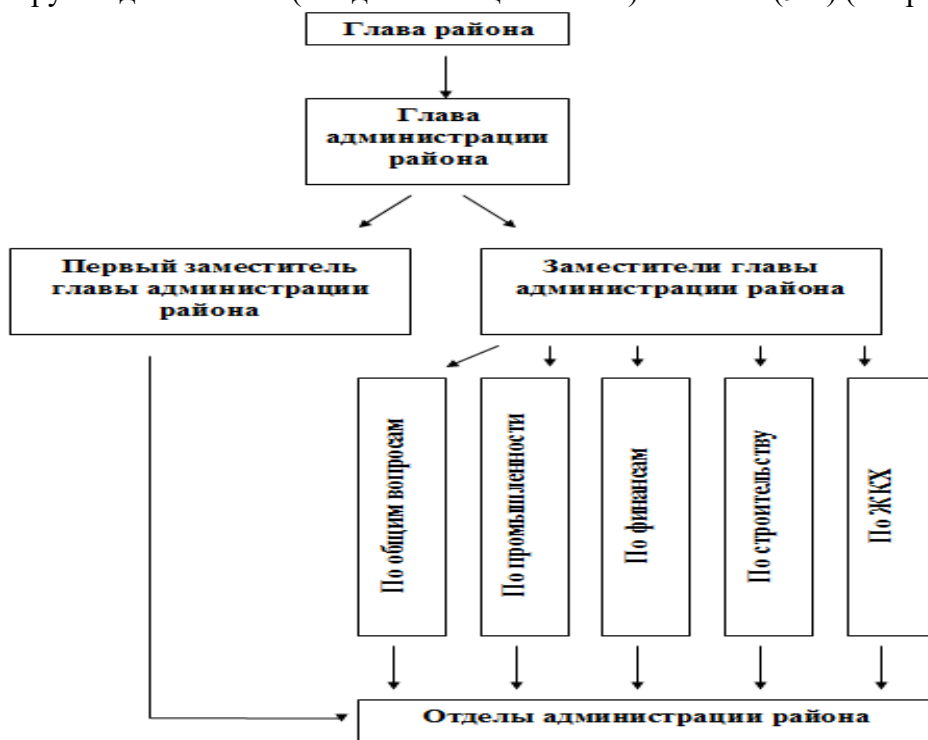 Глава района
Глава
администрации
района
Первый заместитель
главы администрации
района
Заместители главы
администрации района
По общим вопросам
По промышленности
По финансам
По строительству
По ЖКХ
Отделы администрации района